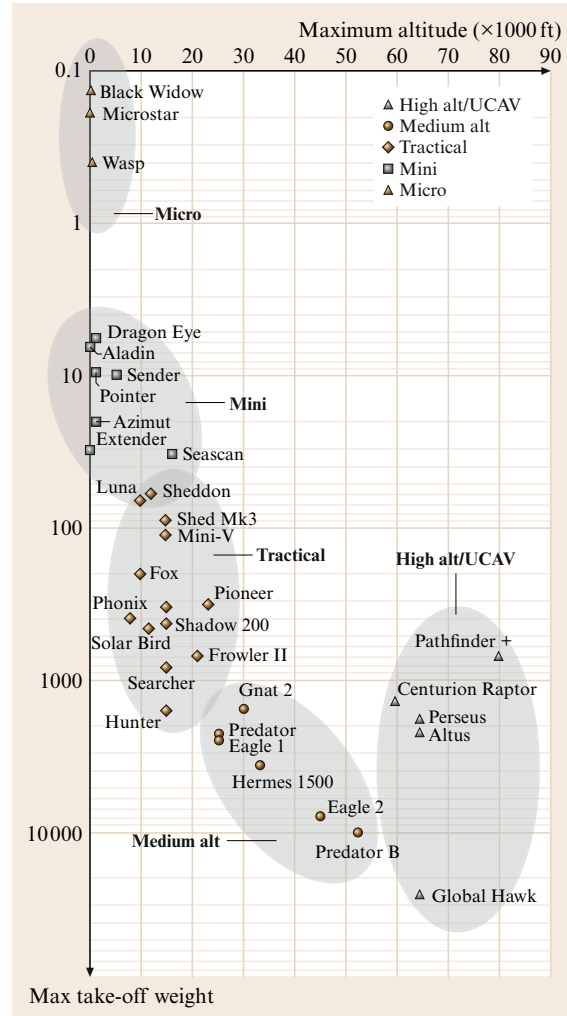 Maximum altitude (×1000 ft)
0 10 20 30 40 50 60 70 80 90
0.1
Black Widow
Microstar
Wasp
High alt/UCAV
Medium alt
Tractical
Mini
Micro
Micro
1
Dragon Eye
Aladin
10
Sender
Pointer
Mini
Azimut
Extender
Seascan
Luna
Sheddon
100
Shed Mk3
Mini-V
Tractical
High alt/UCAV
Fox
Pioneer
Phonix
Shadow 200
Solar Bird
Pathfinder +
Frowler II
1000
Searcher
Gnat 2
Centurion Raptor
Hunter
Perseus
Predator
Altus
Eagle 1
Hermes 1500
Eagle 2
10000
Medium alt
Predator B
Global Hawk
Max take-off weight